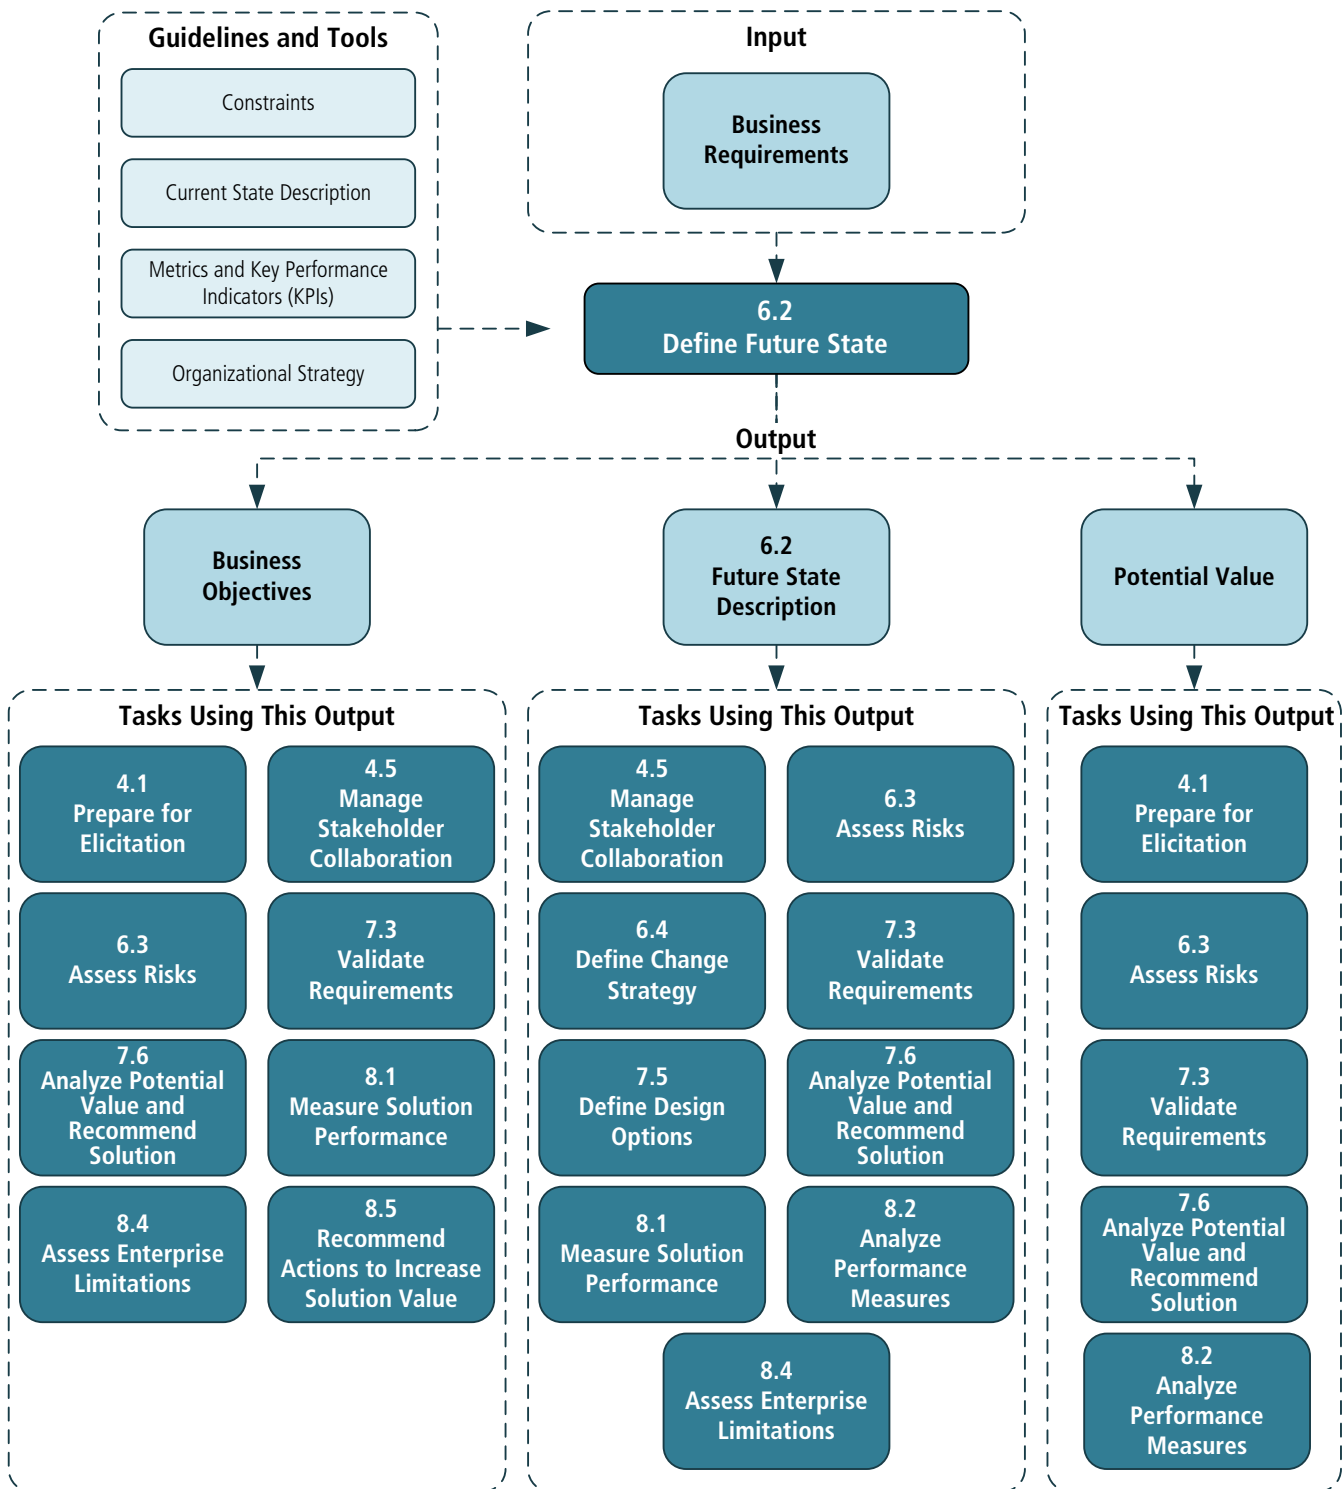 Guidelines and Tools
Constraints
Current State Description
Metrics and Key Performance
Indicators (KPIs)
Organizational Strategy
Input
Business
Requirements
6.2
Define Future State
Output
Business
Objectives
6.2
Future State
Description
Potential Value
Tasks Using This Output
4.1
Prepare for
Elicitation
4.5
Manage
Stakeholder
Collaboration
6.3
Assess Risks
7.3
Validate
Requirements
7.6
Analyze Potential
Value and
Recommend
Solution
8.1
Measure Solution
Performance
8.4
Assess Enterprise
Limitations
8.5
Recommend
Actions to Increase
Solution Value
Tasks Using This Output
4.5
Manage
Stakeholder
Collaboration
6.3
Assess Risks
6.4
Define Change
Strategy
7.3
Validate
Requirements
7.5
Define Design
Options
7.6
Analyze Potential
Value and
Recommend
Solution
8.1
Measure Solution
Performance
8.2
Analyze
Performance
Measures
8.4
Assess Enterprise
Limitations
Tasks Using This Output
4.1
Prepare for
Elicitation
6.3
Assess Risks
7.3
Validate
Requirements
7.6
Analyze Potential
Value and
Recommend
Solution
8.2
Analyze
Performance
Measures